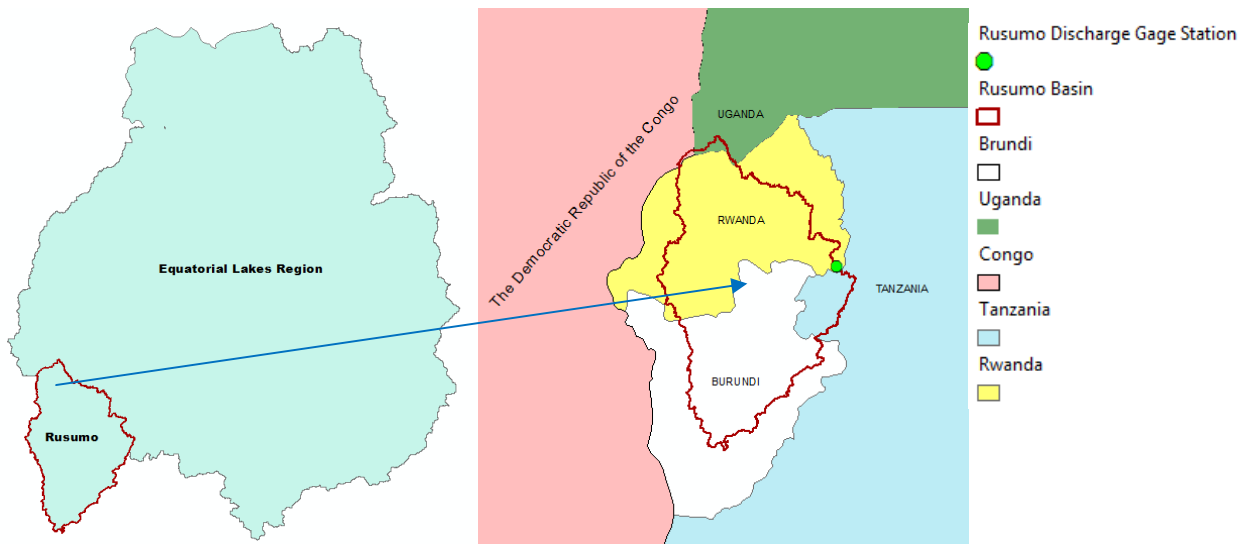 Equatorial Lakes Region
Rusumo
The Democratic Republic of the Congo
UGANDA
RWANDA
TANZANIA
BURUNDI
Rusumo Discharge Gage Station
Rusumo Basin
Brundi
Uganda
Congo
Tanzania
Rwanda